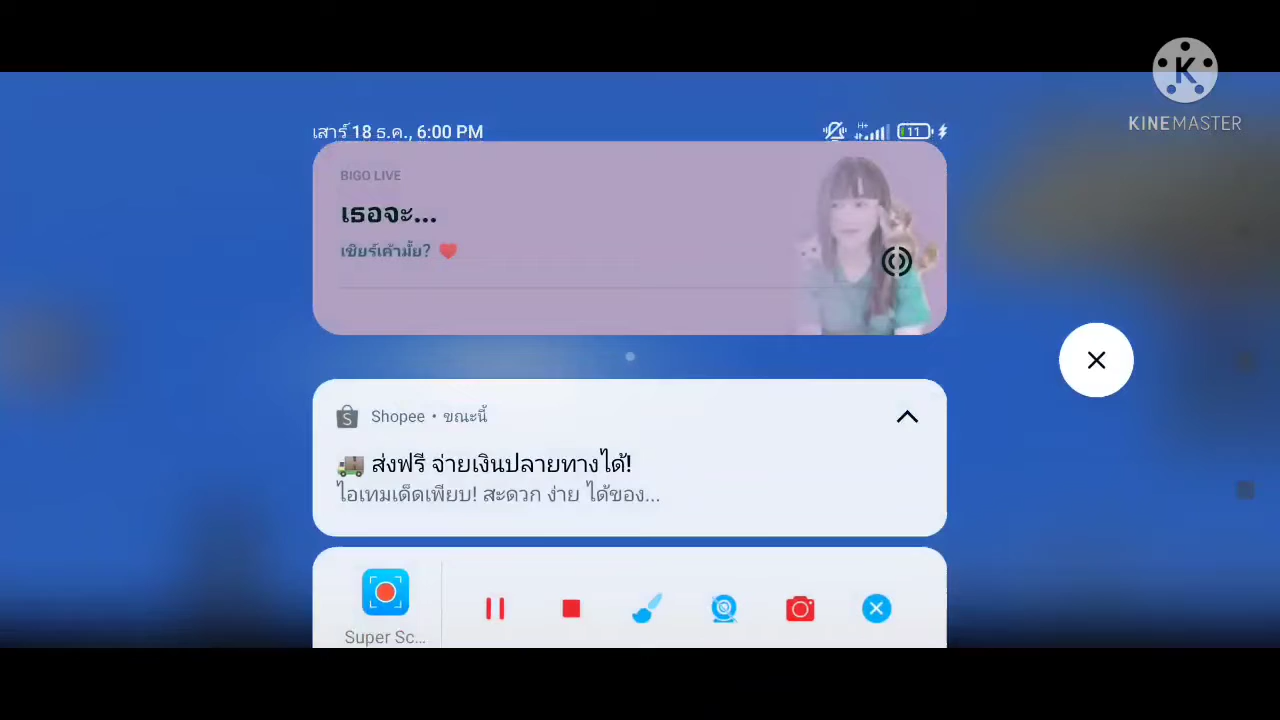 K
KINEMASTER
เสาร์ 18 ธ.ค., 6:00 PM
H+
11
BIGO LIVE
เธอจะ...
เชียร์เค้ามั้ย? ❤️
Shopee • ขณะนี้
🚚 ส่งฟรี จ่ายเงินปลายทางได้!
ไอเทมเด็ดเพียบ! สะดวก ง่าย ได้ของ...
Super Sc...